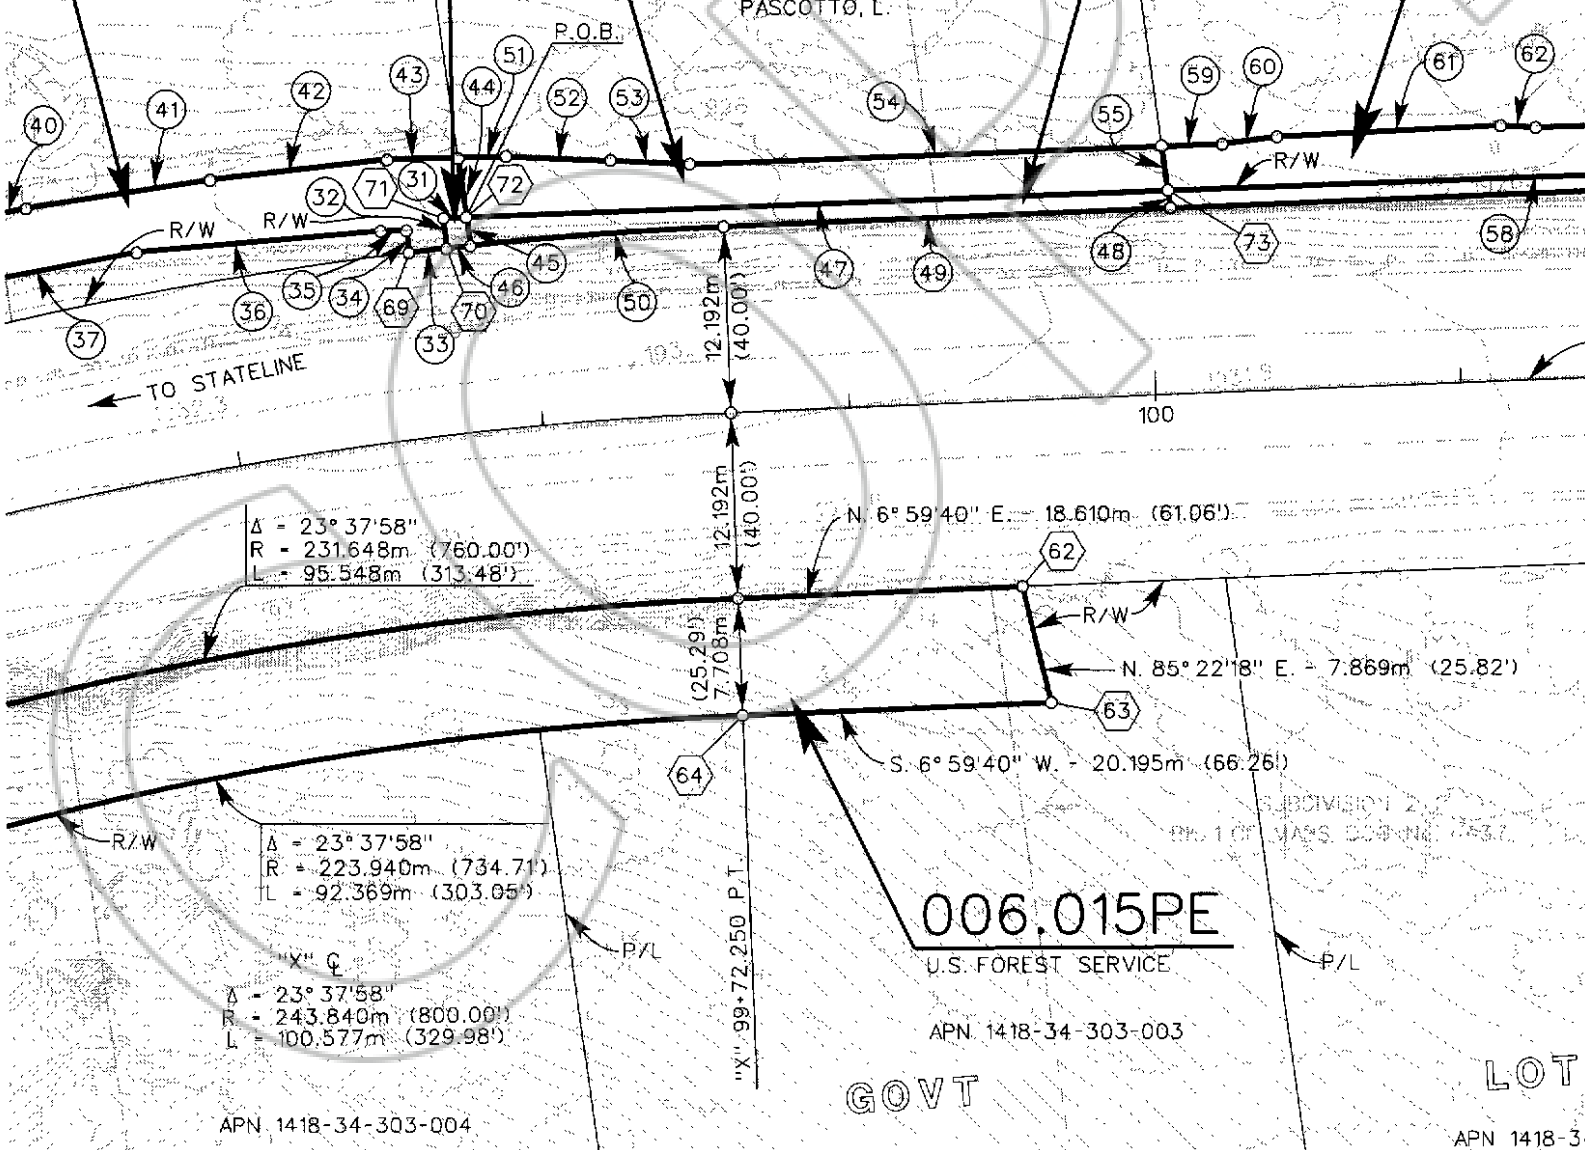 PASCOTTO, L.
P.O.B.
51
43
44
42
41
40
52
53
54
55
59
60
61
62
71
31
72
32
R/W
R/W
R/W
45
46
70
33
69
34
35
36
37
50
47
49
48
73
58
12.192m
(40.00')
103
TO STATELINE
100
12.192m
(40.00')
N. 6° 59'40" E. - 18.610m (61.06')
Δ = 23° 37'58"
R = 231.648m (760.00')
L = 95.548m (313.48')
62
R/W
(25.29')
7.708m
N. 85° 22'18" E. - 7.869m (25.82')
63
64
S. 6° 59'40" W. - 20.195m (66.26')
SUBDIVISION 2
R/W
Δ = 23° 37'58"
R = 223.940m (734.71')
L = 92.369m (303.05')
"X" 99+72.250 P.T.
006.015PE
U.S. FOREST SERVICE
P/L
P/L
"X" ℄
Δ = 23° 37'58"
R = 243.840m (800.00')
L = 100.577m (329.98')
APN 1418-34-303-003
GOVT
LOT
APN 1418-34-303-004
APN 1418-3